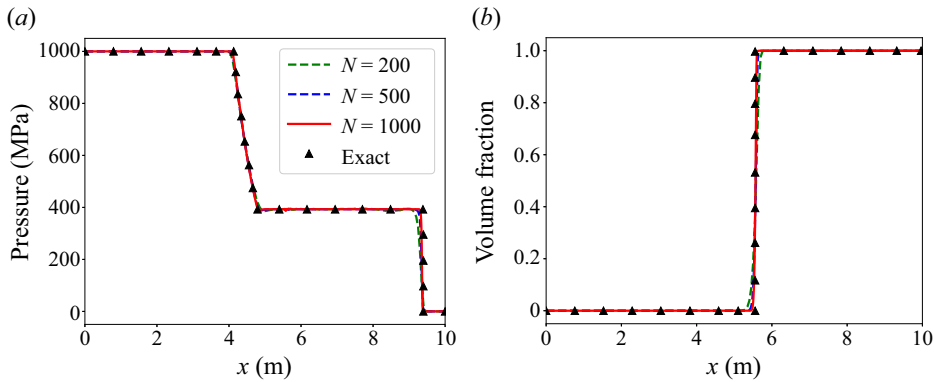 (a)
1000
800
600
400
200
0
Pressure (MPa)
N = 200
N = 500
N = 1000
Exact
0 2 4 6 8 10
x (m)
(b)
1.0
0.8
0.6
0.4
0.2
0
Volume fraction
0 2 4 6 8 10
x (m)